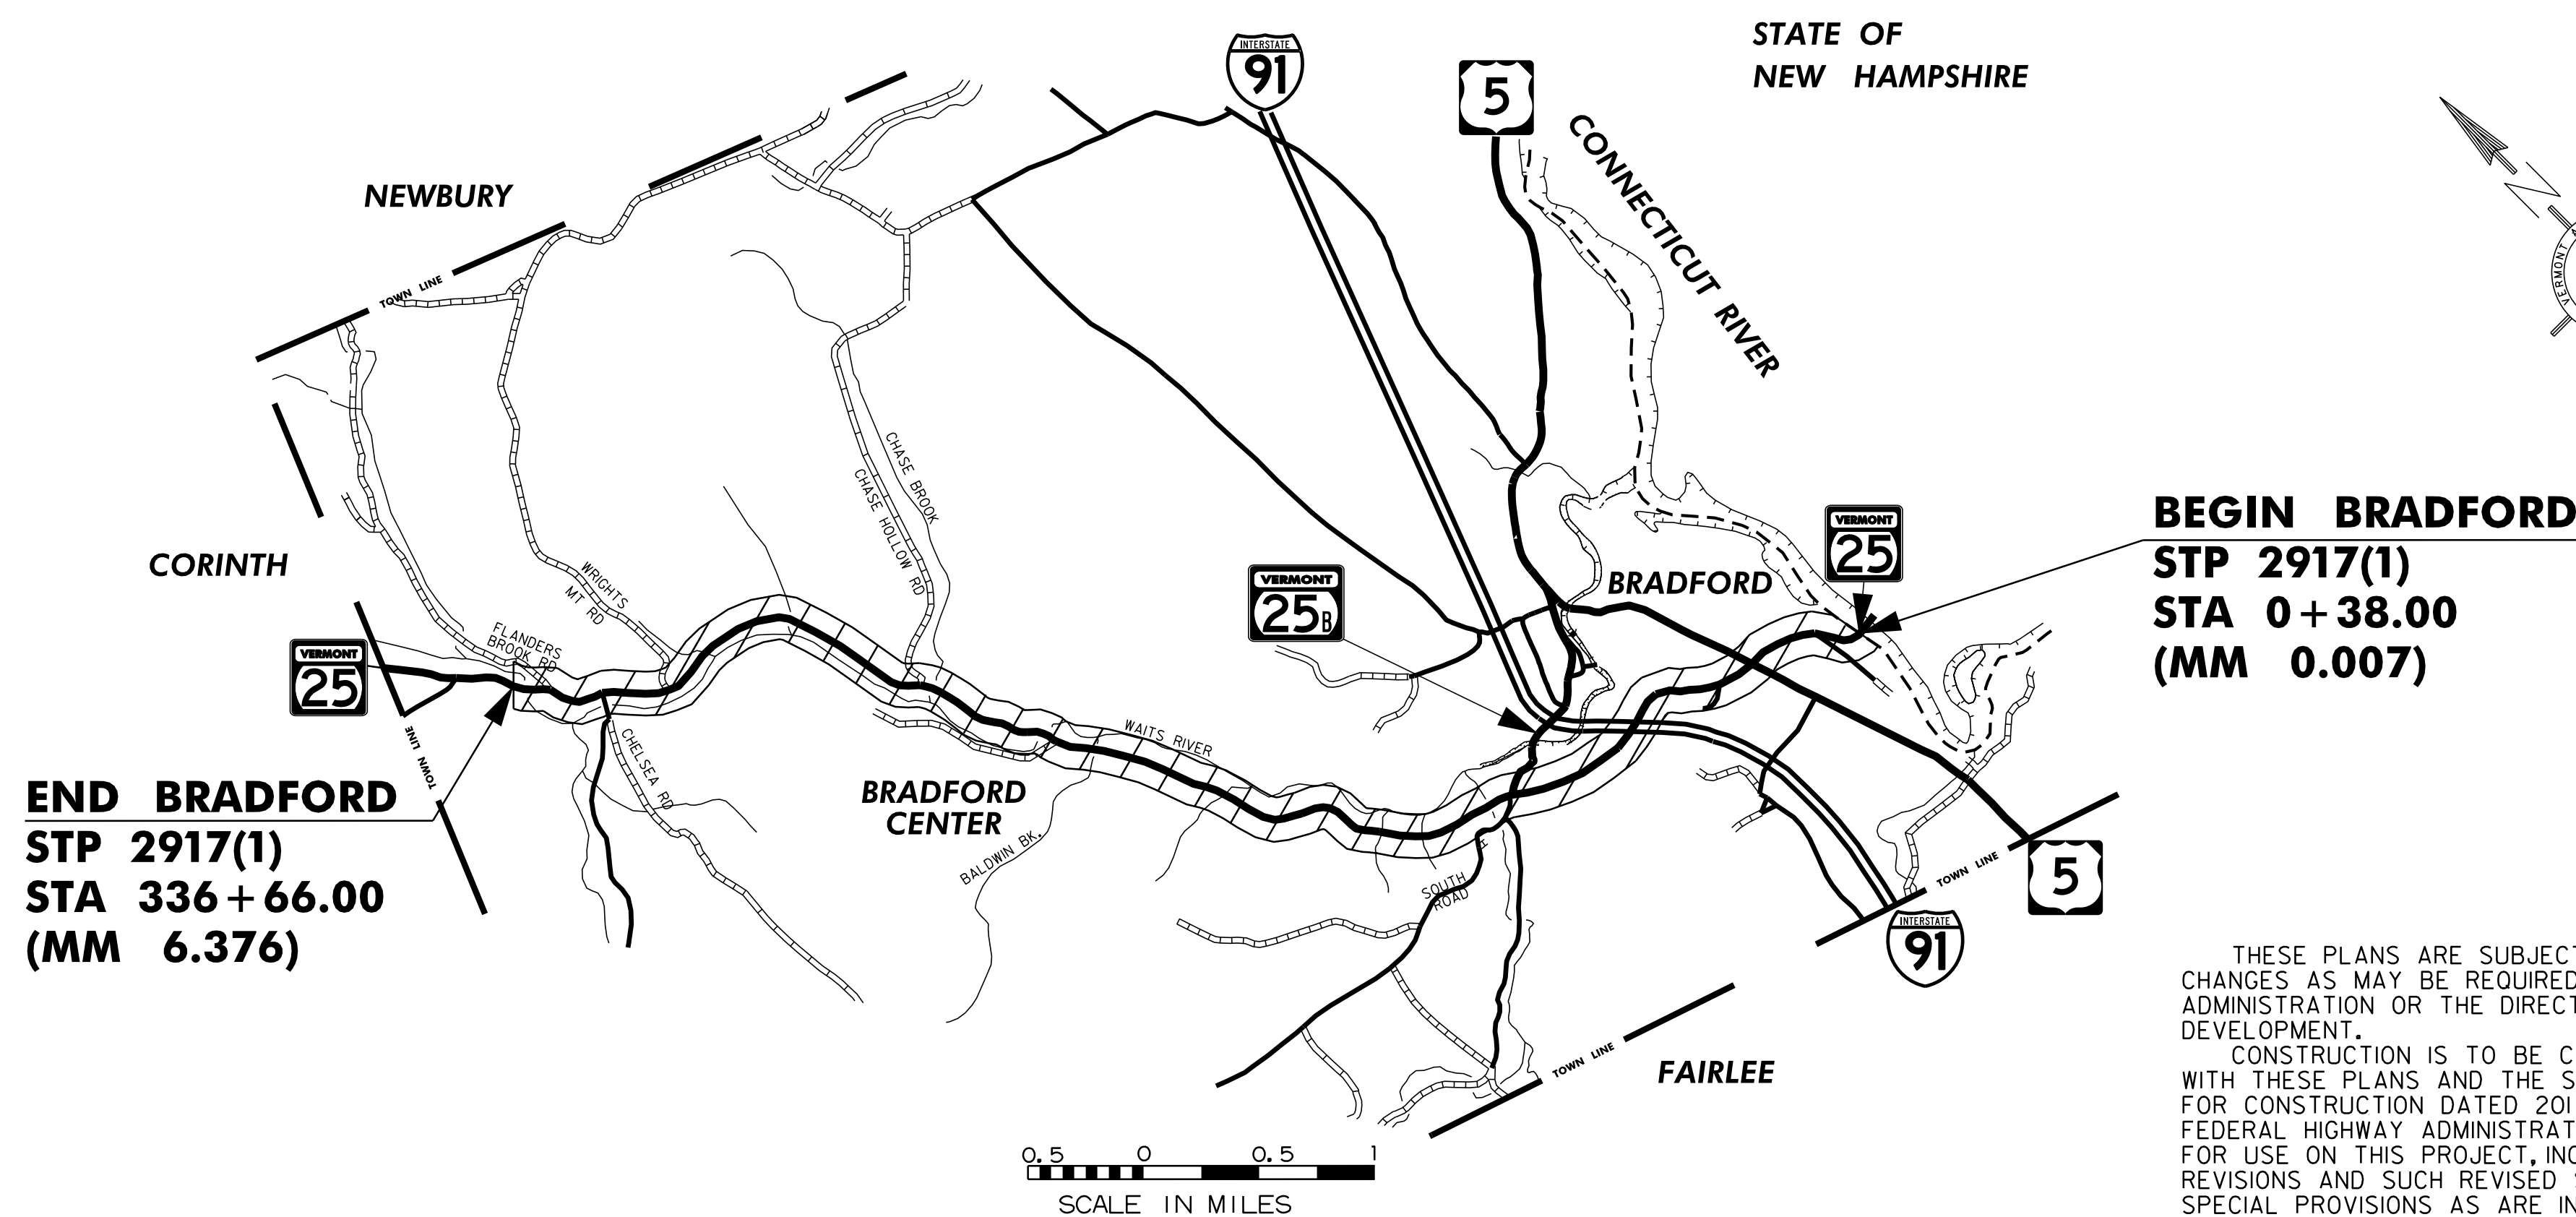 STATE OF
NEW HAMPSHIRE
INTERSTATE
91
5
CONNECTICUT RIVER
NEWBURY
TOWN LINE
VERMONT
CHASE BROOK
CHASE HOLLOW RD
CORINTH
WRIGHTS
MT RD
FLANDERS
BROOK RD
VERMONT
25
VERMONT
25B
BRADFORD
VERMONT
25
BEGIN BRADFORD
STP 2917(1)
STA 0+38.00
(MM 0.007)
TOWN LINE
CHELSEA RD
WAITS RIVER
END BRADFORD
STP 2917(1)
STA 336+66.00
(MM 6.376)
BRADFORD
CENTER
BALDWIN BK.
SOUTH
ROAD
TOWN LINE
5
INTERSTATE
91
TOWN LINE
FAIRLEE
0.5 0 0.5 1
SCALE IN MILES
THESE PLANS ARE SUBJECT
CHANGES AS MAY BE REQUIRED
ADMINISTRATION OR THE DIRECT
DEVELOPMENT.
CONSTRUCTION IS TO BE C
WITH THESE PLANS AND THE S
FOR CONSTRUCTION DATED 201
FEDERAL HIGHWAY ADMINISTRAT
FOR USE ON THIS PROJECT, INC
REVISIONS AND SUCH REVISED
SPECIAL PROVISIONS AS ARE IN